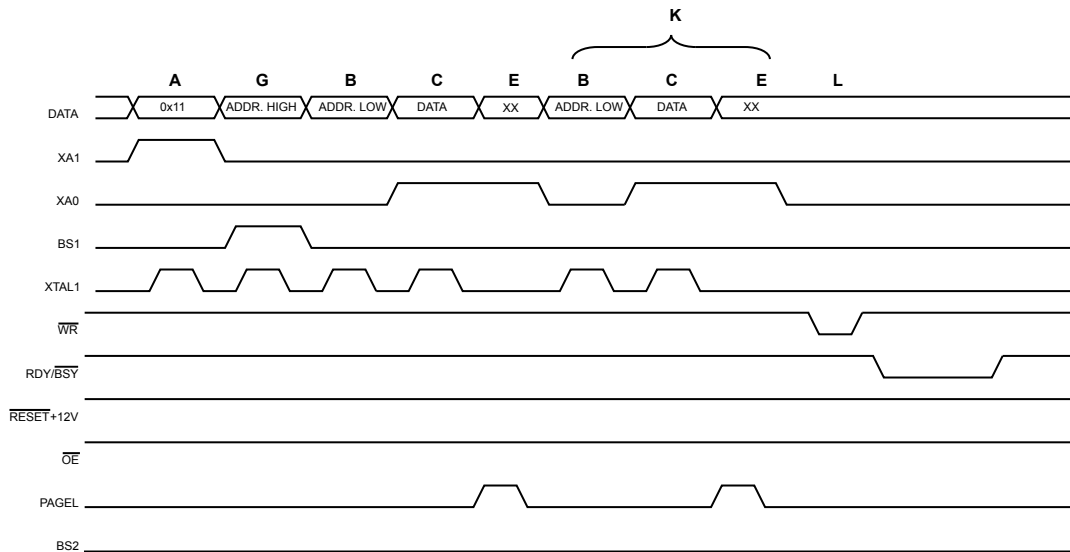 K
A G B C E B C E L
DATA 0x11 ADDR. HIGH ADDR. LOW DATA XX ADDR. LOW DATA XX
XA1
XA0
BS1
XTAL1
WR
RDY/BSY
RESET+12V
OE
PAGEL
BS2